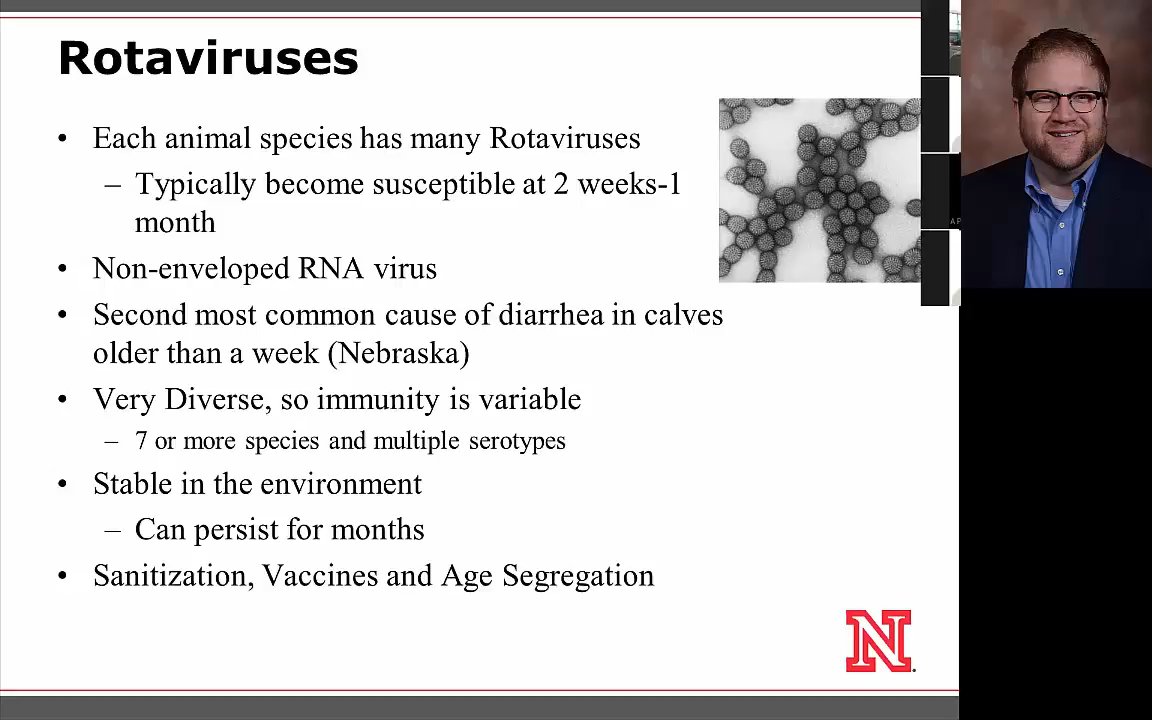 Rotaviruses
• Each animal species has many Rotaviruses
– Typically become susceptible at 2 weeks-1
month
• Non-enveloped RNA virus
• Second most common cause of diarrhea in calves
older than a week (Nebraska)
• Very Diverse, so immunity is variable
– 7 or more species and multiple serotypes
• Stable in the environment
– Can persist for months
• Sanitization, Vaccines and Age Segregation
AP
N